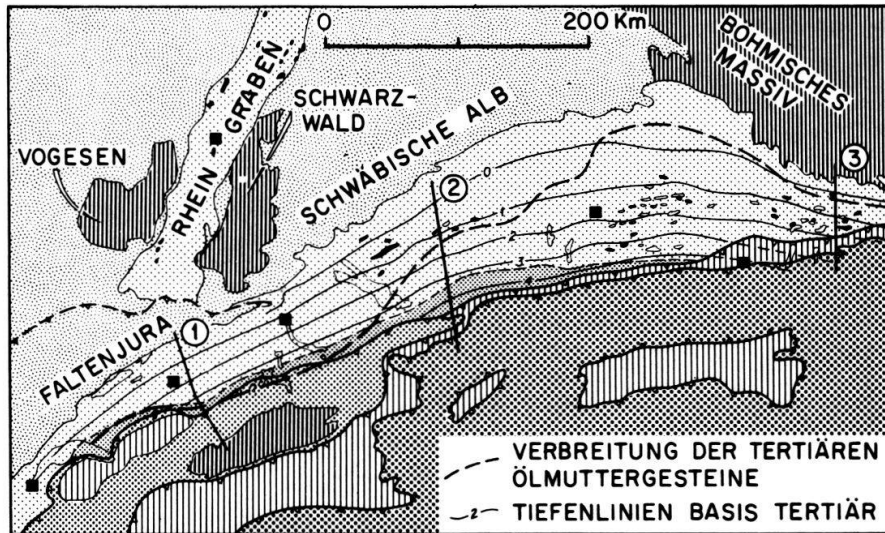 0 200 Km
BÖHMISCHES
MASSIV
RHEIN GRABEN
SCHWARZ-
WALD
VOGESEN
SCHWÄBISCHE ALB
FALTENJURA
1
2
3
0
1
2
3
4
VERBREITUNG DER TERTIÄREN
ÖLMUTTERGESTEINE
2 TIEFENLINIEN BASIS TERTIÄR